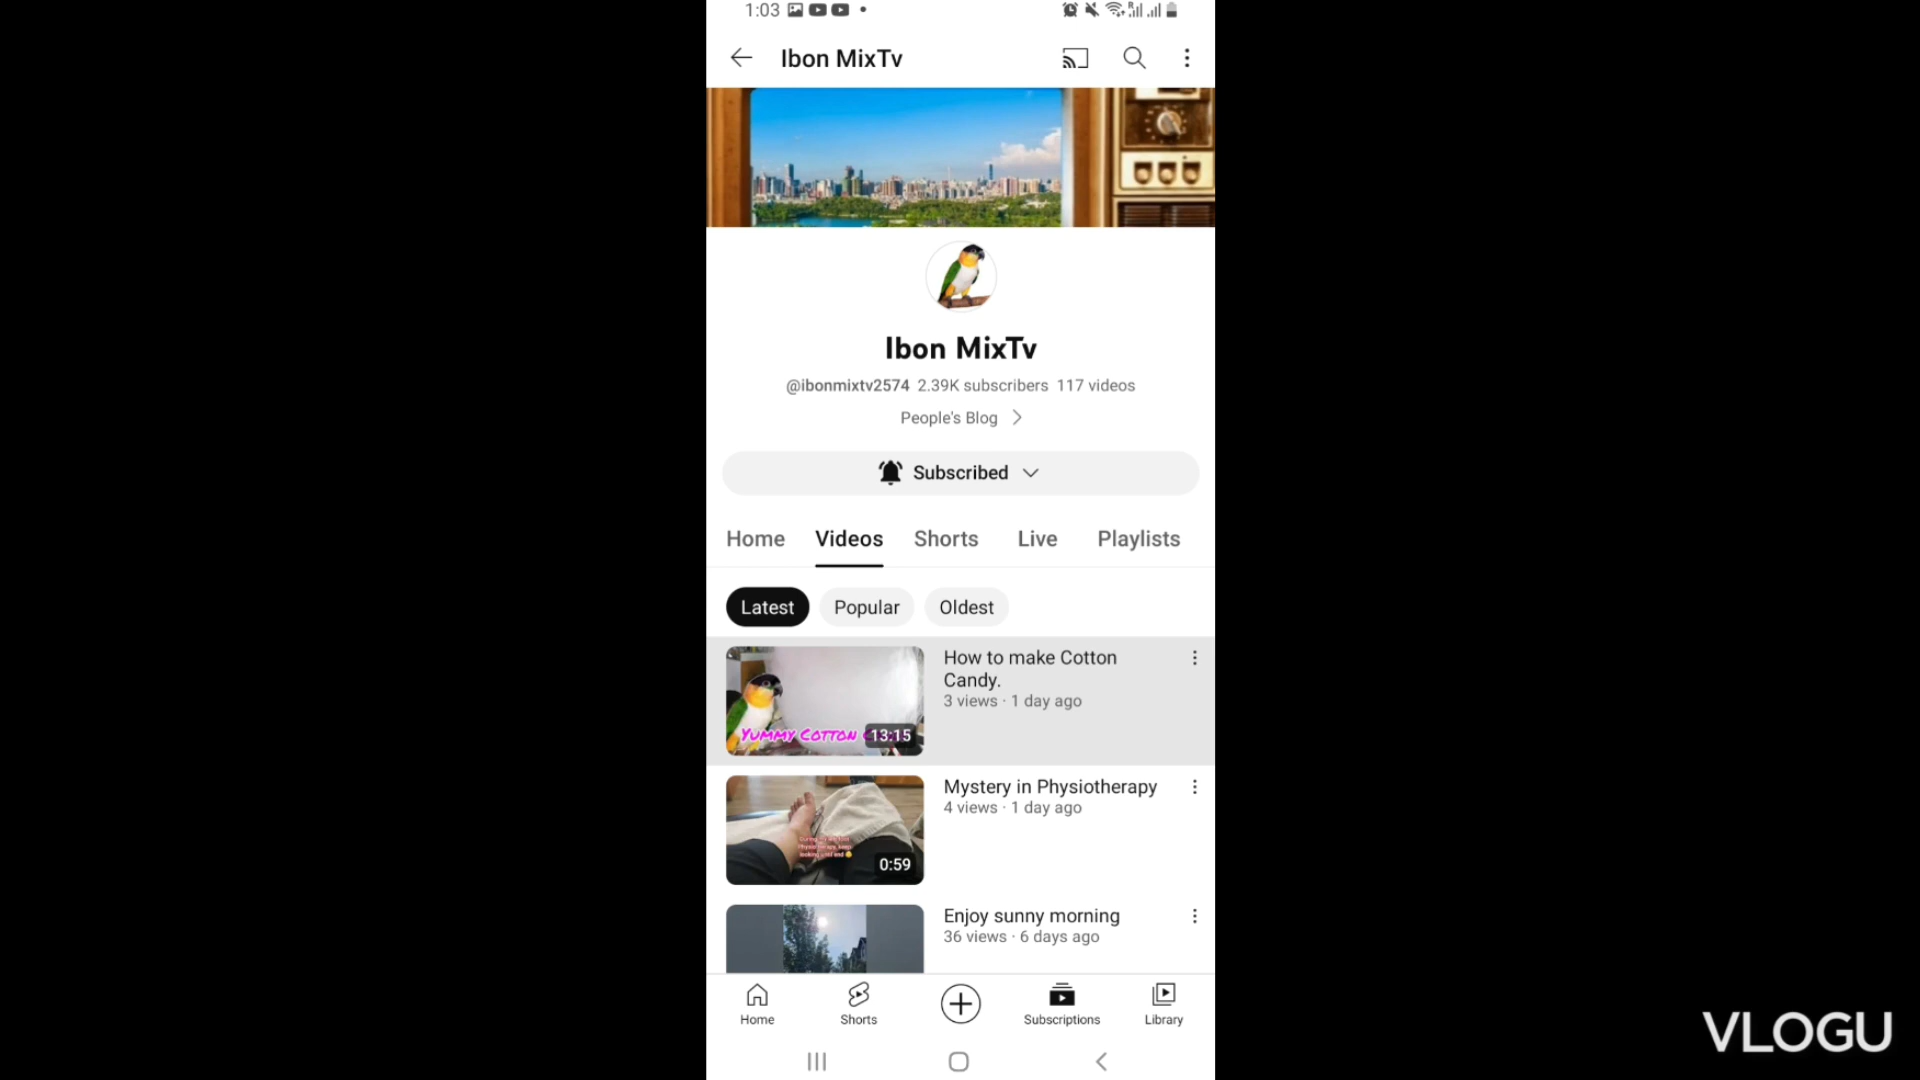 1:03
Ibon MixTv
Ibon MixTv
@ibonmixtv2574 2.39K subscribers 117 videos
People's Blog
Subscribed
Home Videos Shorts Live Playlists
Latest Popular Oldest
How to make Cotton
Candy.
3 views · 1 day ago
YUMMY COTTON
13:15
Mystery in Physiotherapy
4 views · 1 day ago
0:59
Enjoy sunny morning
36 views · 6 days ago
Home Shorts Subscriptions Library
VLOGU